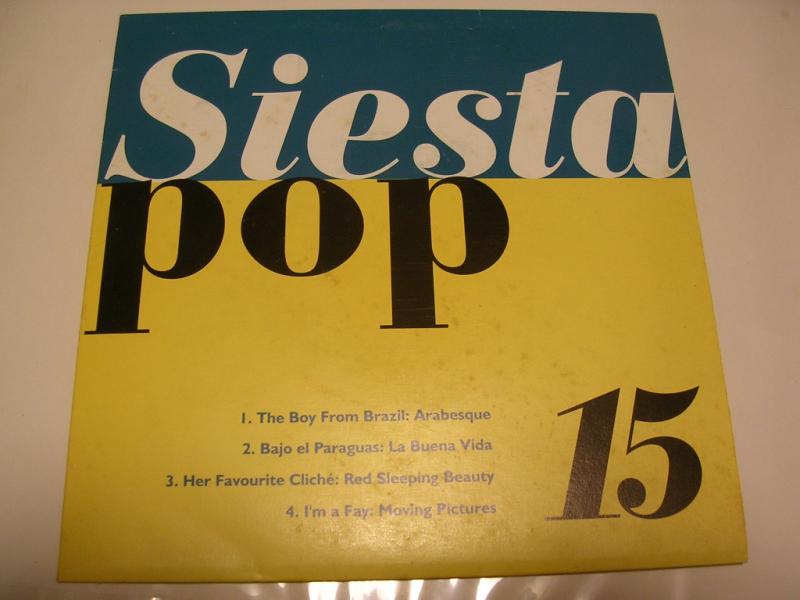 Siesta
pop
1. The Boy From Brazil: Arabesque
2. Bajo el Paraguas: La Buena Vida
3. Her Favourite Cliché: Red Sleeping Beauty
4. I'm a Fay: Moving Pictures
15